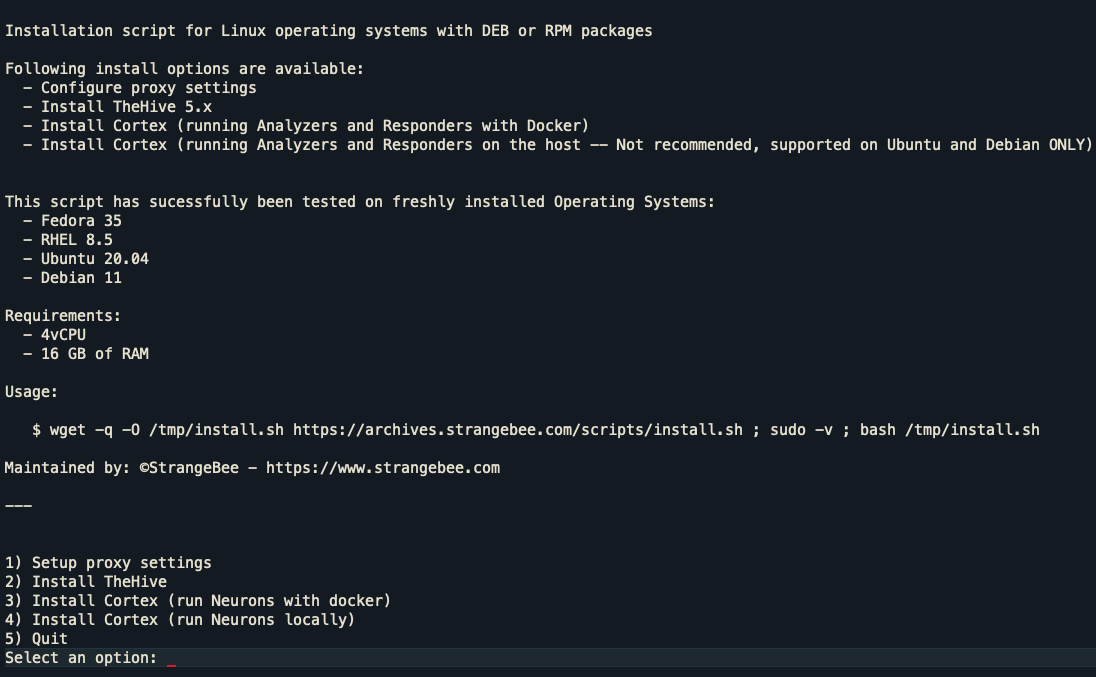 Installation script for Linux operating systems with DEB or RPM packages
Following install options are available:
- Configure proxy settings
- Install TheHive 5.x
- Install Cortex (running Analyzers and Responders with Docker)
- Install Cortex (running Analyzers and Responders on the host -- Not recommended, supported on Ubuntu and Debian ONLY)
This script has sucessfully been tested on freshly installed Operating Systems:
- Fedora 35
- RHEL 8.5
- Ubuntu 20.04
- Debian 11
Requirements:
- 4vCPU
- 16 GB of RAM
Usage:
$ wget -q -O /tmp/install.sh https://archives.strangebee.com/scripts/install.sh ; sudo -v ; bash /tmp/install.sh
Maintained by: ©StrangeBee - https://www.strangebee.com
---
1) Setup proxy settings
2) Install TheHive
3) Install Cortex (run Neurons with docker)
4) Install Cortex (run Neurons locally)
5) Quit
Select an option: _